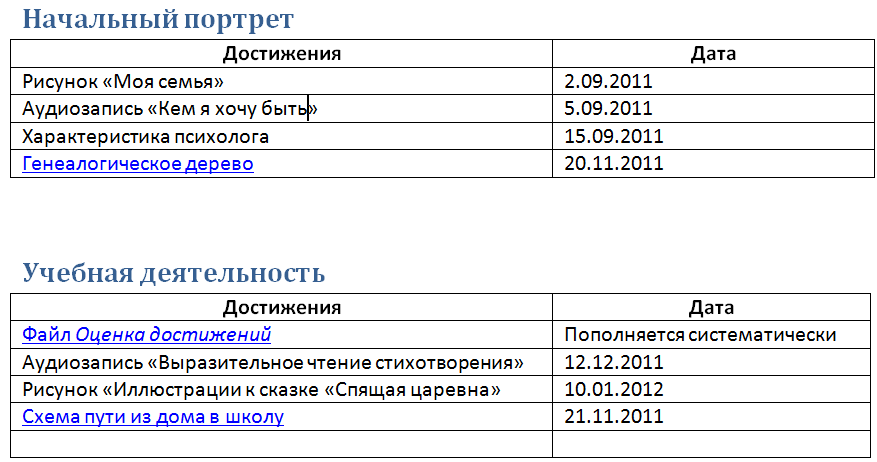 Начальный портрет
Достижения Дата
Рисунок «Моя семья» 2.09.2011
Аудиозапись «Кем я хочу быть» 5.09.2011
Характеристика психолога 15.09.2011
Генеалогическое дерево 20.11.2011
Учебная деятельность
Достижения Дата
Файл Оценка достижений Пополняется систематически
Аудиозапись «Выразительное чтение стихотворения» 12.12.2011
Рисунок «Иллюстрации к сказке «Спящая царевна» 10.01.2012
Схема пути из дома в школу 21.11.2011